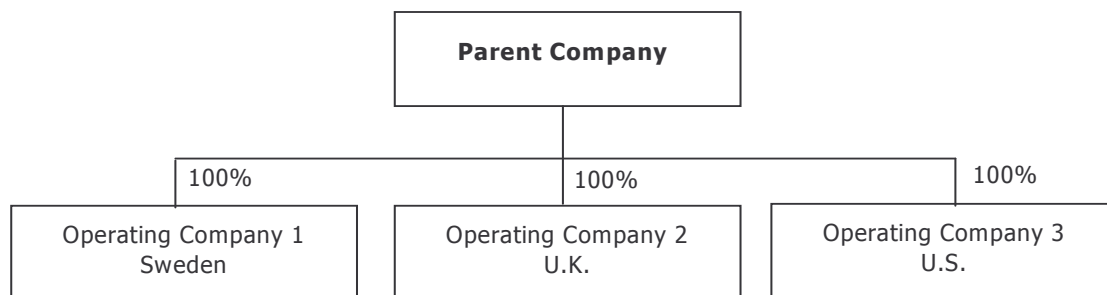 Parent Company
100%
100%
100%
Operating Company 1
Sweden
Operating Company 2
U.K.
Operating Company 3
U.S.